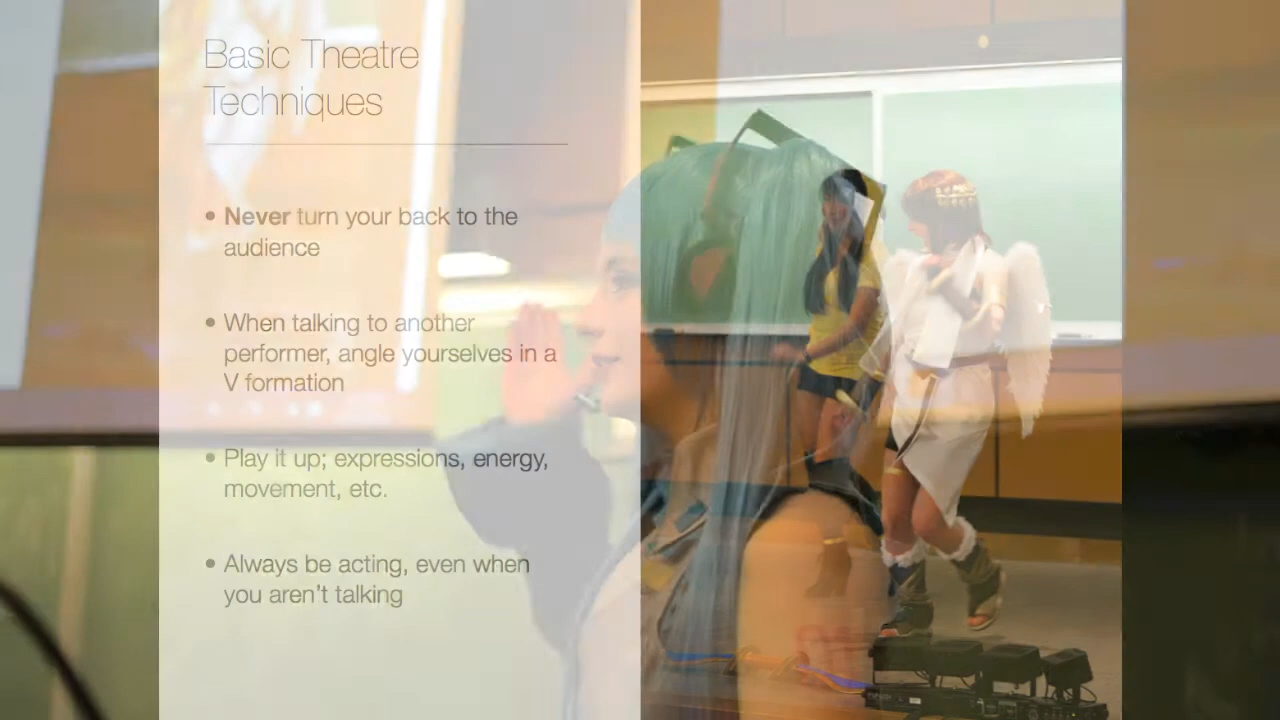 Basic Theatre
Techniques
• Never turn your back to the
audience
• When talking to another
performer, angle yourselves in a
V formation
• Play it up; expressions, energy,
movement, etc.
• Always be acting, even when
you aren't talking